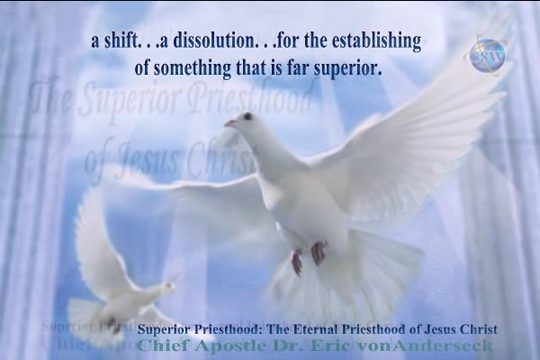 a shift. . .a dissolution. . .for the establishing
of something that is far superior.
The Superior Priesthood
of Jesus Christ
Superior Priesthood: The Eternal Priesthood of Jesus Christ
Chief Apostle Dr. Eric vonAnderseck